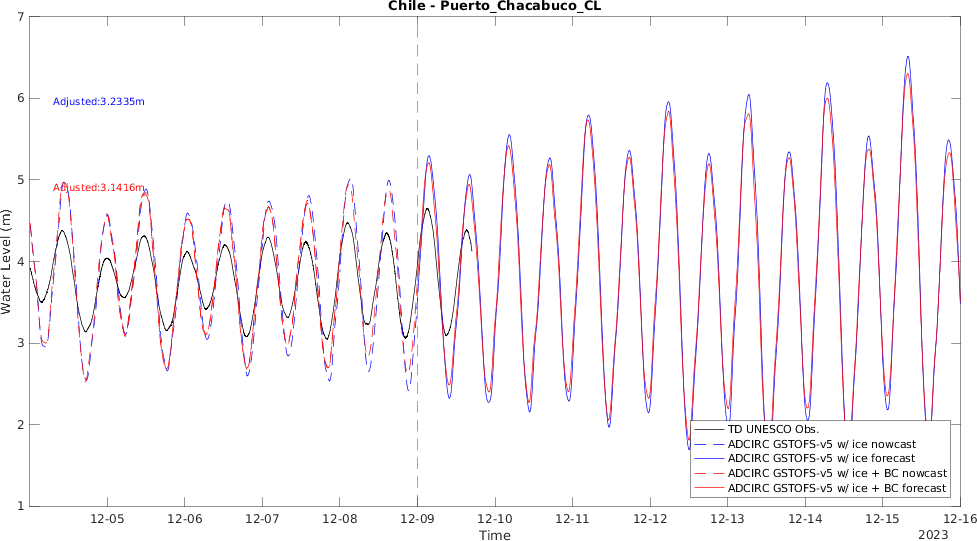 Chile - Puerto_Chacabuco_CL
7
6
5
4
3
2
1
Water Level (m)
Adjusted:3.2335m
Adjusted:3.1416m
TD UNESCO Obs.
ADCIRC GSTOFS-v5 w/ ice nowcast
ADCIRC GSTOFS-v5 w/ ice forecast
ADCIRC GSTOFS-v5 w/ ice + BC nowcast
ADCIRC GSTOFS-v5 w/ ice + BC forecast
12-05 12-06 12-07 12-08 12-09 12-10 12-11 12-12 12-13 12-14 12-15 12-16
Time
2023